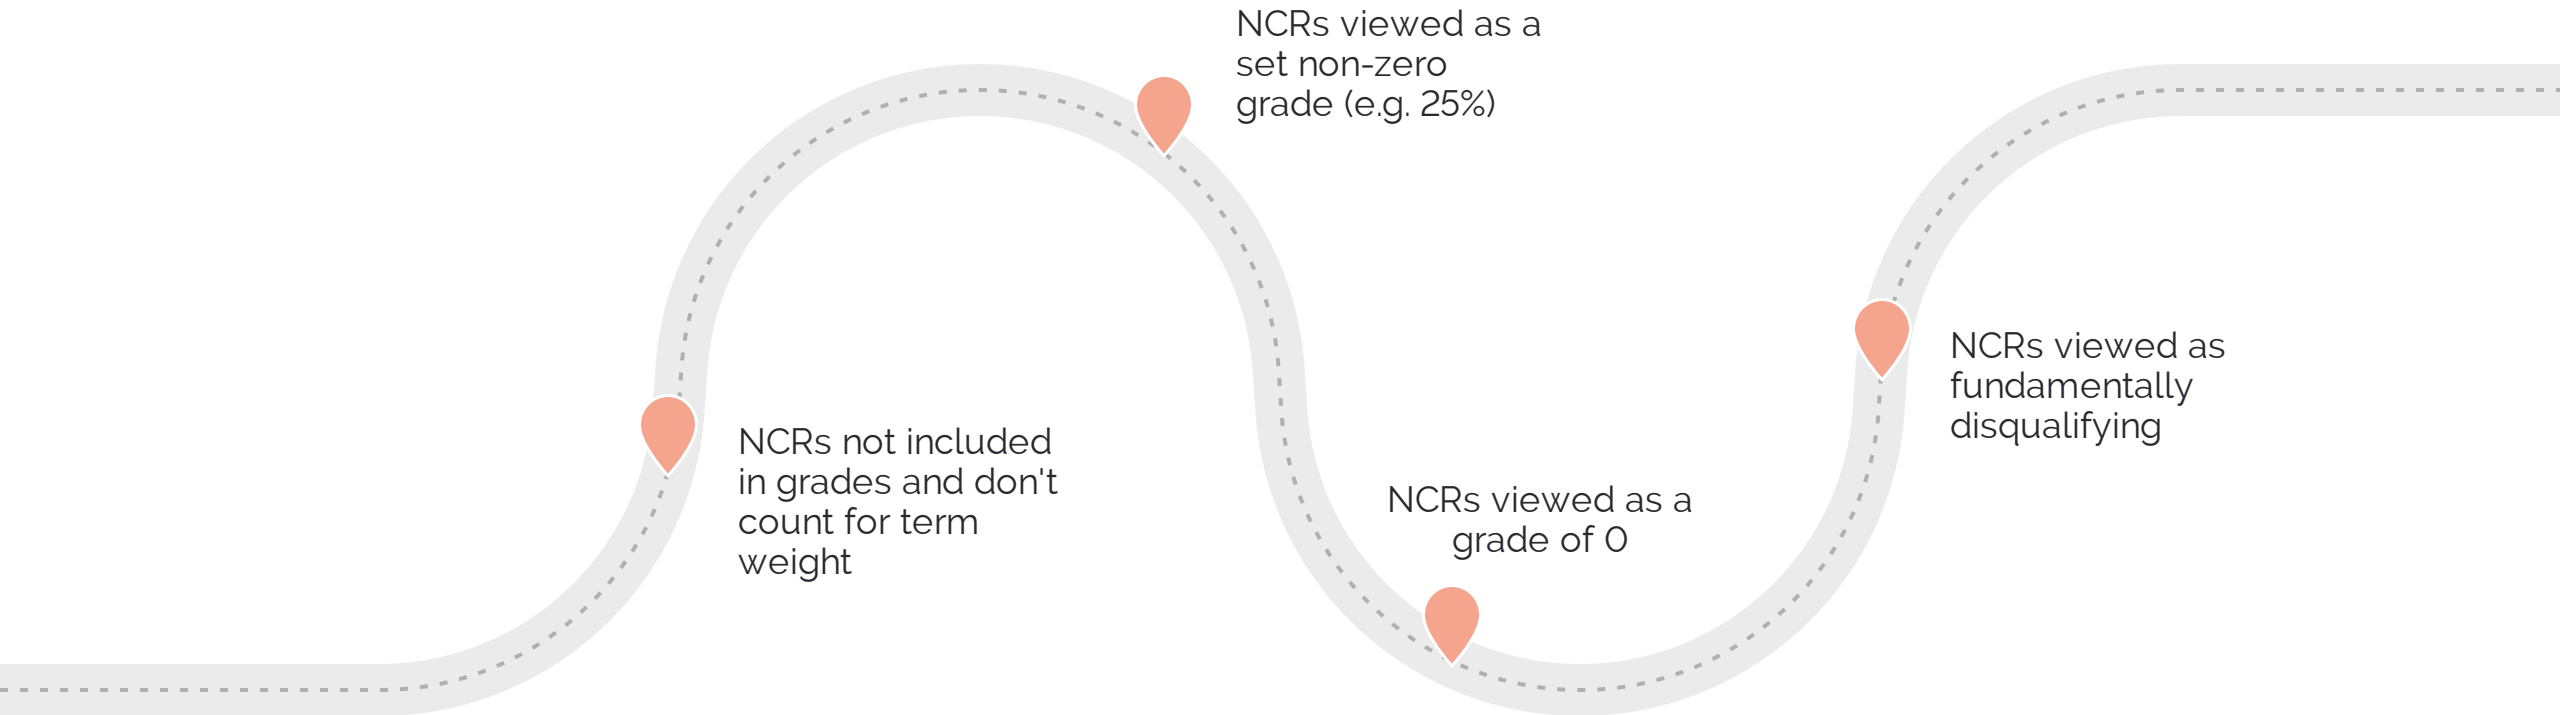 NCRs not included
in grades and don't
count for term
weight
NCRs viewed as a
set non-zero
grade (e.g. 25%)
NCRs viewed as a
grade of 0
NCRs viewed as
fundamentally
disqualifying